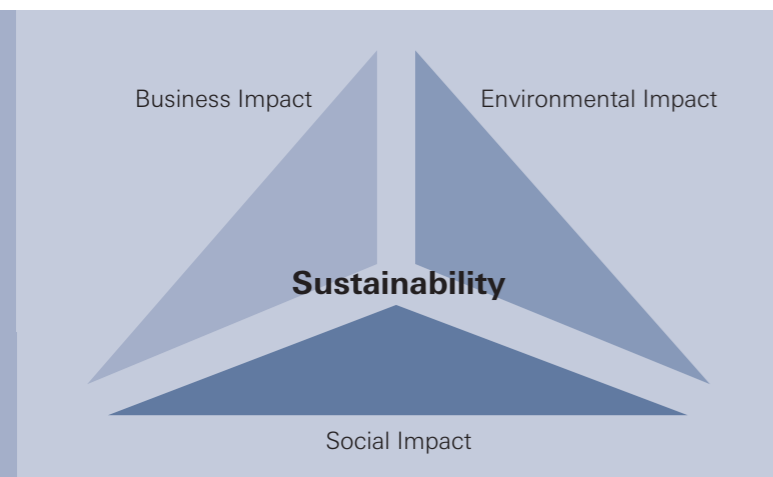 Business Impact
Environmental Impact
Sustainability
Social Impact